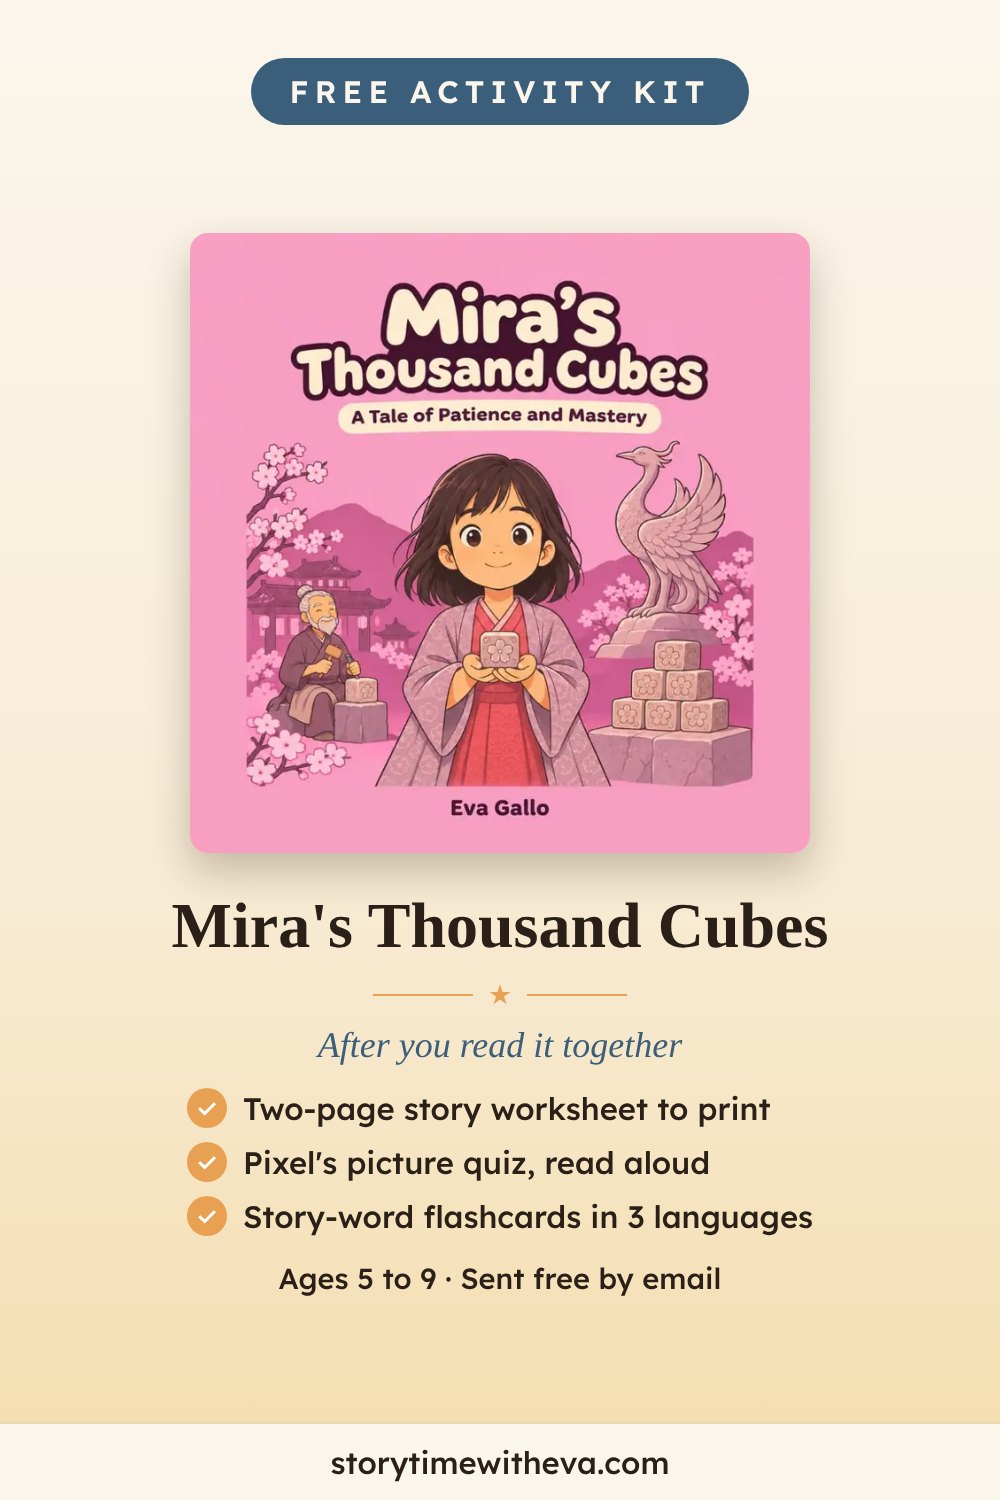 FREE ACTIVITY KIT
Mira's
Thousand Cubes
A Tale of Patience and Mastery
Eva Gallo
Mira's Thousand Cubes
After you read it together
Two-page story worksheet to print
Pixel's picture quiz, read aloud
Story-word flashcards in 3 languages
Ages 5 to 9 · Sent free by email
storytimewitheva.com